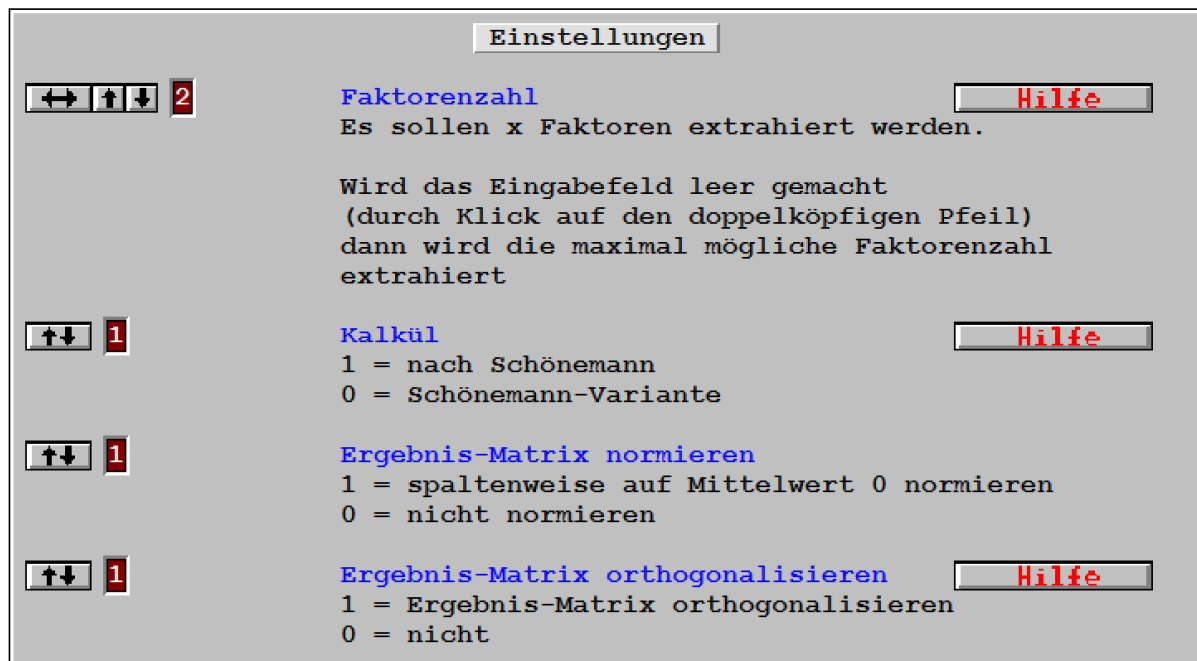 Einstellungen
2 Faktorenzahl Hilfe
Es sollen x Faktoren extrahiert werden.
Wird das Eingabefeld leer gemacht
(durch Klick auf den doppelköpfigen Pfeil)
dann wird die maximal mögliche Faktorenzahl
extrahiert
1 Kalkül Hilfe
1 = nach Schönemann
0 = Schönemann-Variante
1 Ergebnis-Matrix normieren
1 = spaltenweise auf Mittelwert 0 normieren
0 = nicht normieren
1 Ergebnis-Matrix orthogonalisieren Hilfe
1 = Ergebnis-Matrix orthogonalisieren
0 = nicht